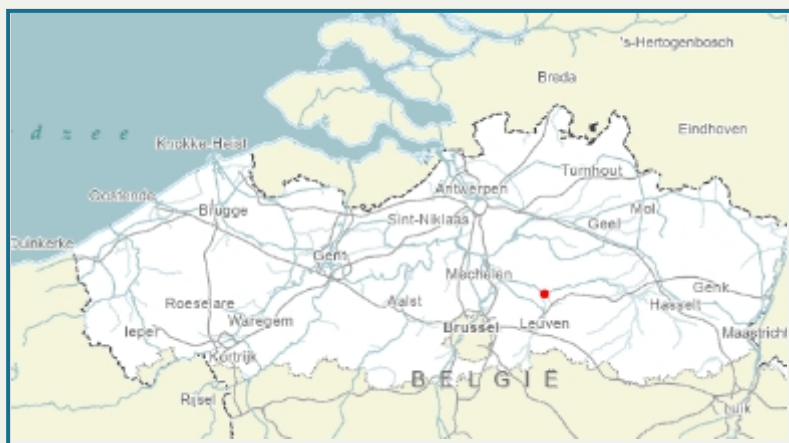 's-Hertogenbosch
Breda
dzee
Eindhoven
Knokke-Heist
Turnhout
Antwerpen
Oostende
Mol
Brugge
Sint-Niklaas
Geel
Duinkerke
Gent
Mechelen
Genk
Roeselare
Aalst
Hasselt
Waregem
Brussel
Leuven
Ieper
Maastricht
Kortrijk
BELGIË
Rijsel
Luik